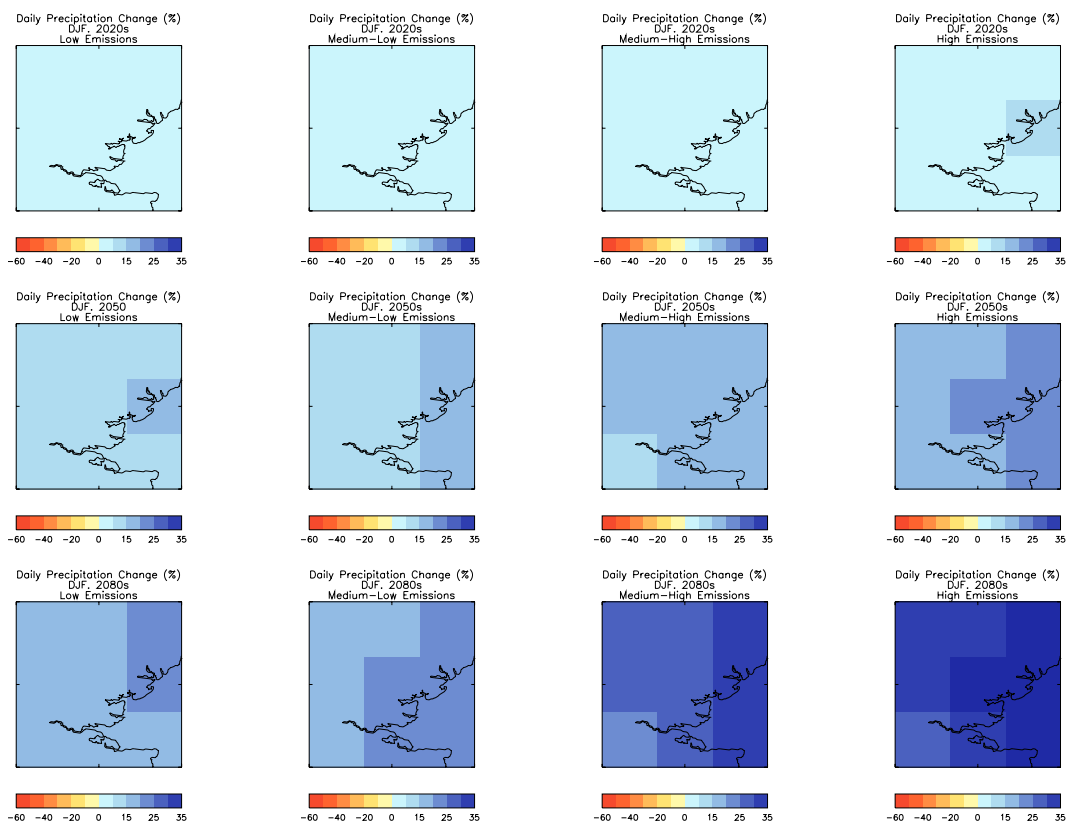 Daily Precipitation Change (%)
DJF. 2020s
Low Emissions
-60 -40 -20 0 15 25 35
Daily Precipitation Change (%)
DJF. 2020s
Medium-Low Emissions
-60 -40 -20 0 15 25 35
Daily Precipitation Change (%)
DJF. 2020s
Medium-High Emissions
-60 -40 -20 0 15 25 35
Daily Precipitation Change (%)
DJF. 2020s
High Emissions
-60 -40 -20 0 15 25 35
Daily Precipitation Change (%)
DJF. 2050
Low Emissions
-60 -40 -20 0 15 25 35
Daily Precipitation Change (%)
DJF. 2050s
Medium-Low Emissions
-60 -40 -20 0 15 25 35
Daily Precipitation Change (%)
DJF. 2050s
Medium-High Emissions
-60 -40 -20 0 15 25 35
Daily Precipitation Change (%)
DJF. 2050s
High Emissions
-60 -40 -20 0 15 25 35
Daily Precipitation Change (%)
DJF. 2080s
Low Emissions
-60 -40 -20 0 15 25 35
Daily Precipitation Change (%)
DJF. 2080s
Medium-Low Emissions
-60 -40 -20 0 15 25 35
Daily Precipitation Change (%)
DJF. 2080s
Medium-High Emissions
-60 -40 -20 0 15 25 35
Daily Precipitation Change (%)
DJF. 2080s
High Emissions
-60 -40 -20 0 15 25 35